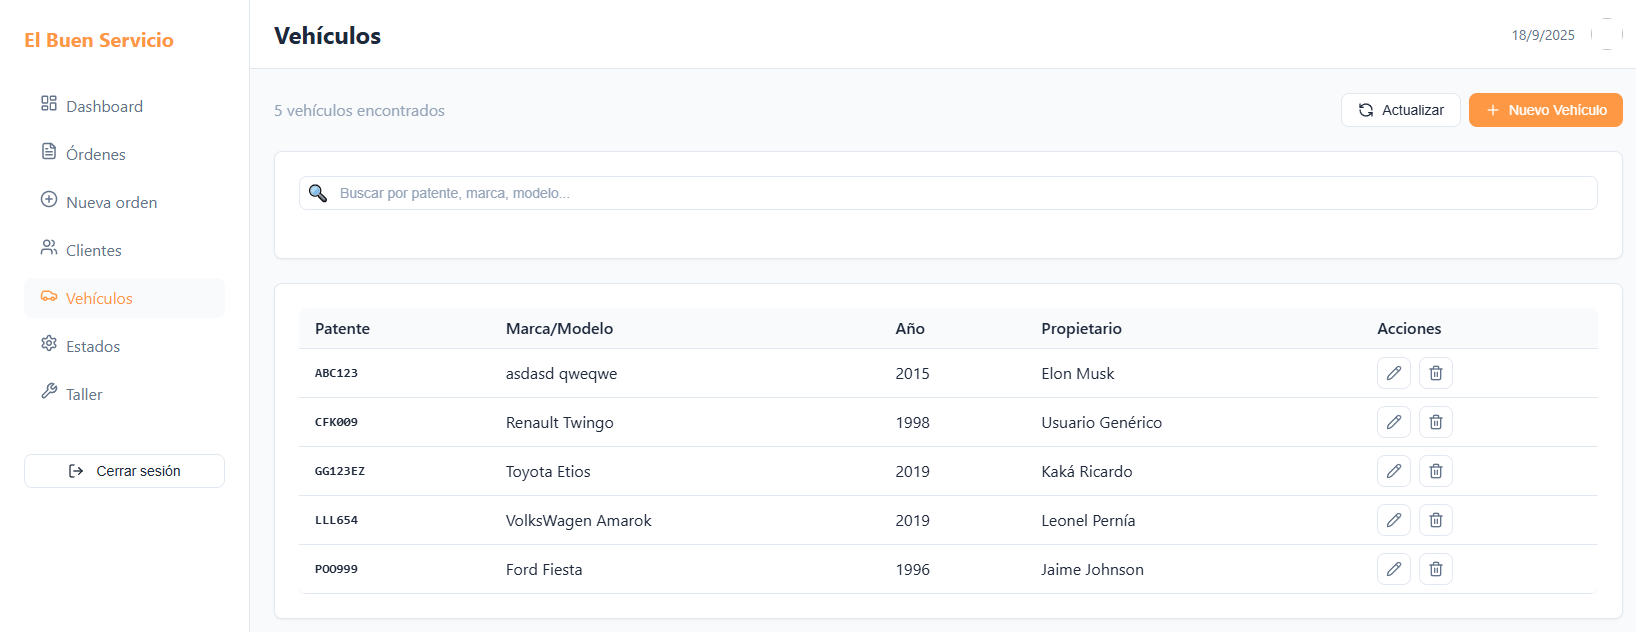 El Buen Servicio
Dashboard
Órdenes
Nueva orden
Clientes
Vehículos
Estados
Taller
Cerrar sesión
Vehículos
18/9/2025
5 vehículos encontrados
Actualizar
+ Nuevo Vehículo
Buscar por patente, marca, modelo...
Patente Marca/Modelo Año Propietario Acciones
ABC123 asdasd qweqwe 2015 Elon Musk
CFK009 Renault Twingo 1998 Usuario Genérico
GG123EZ Toyota Etios 2019 Kaká Ricardo
LLL654 VolksWagen Amarok 2019 Leonel Pernía
POO999 Ford Fiesta 1996 Jaime Johnson